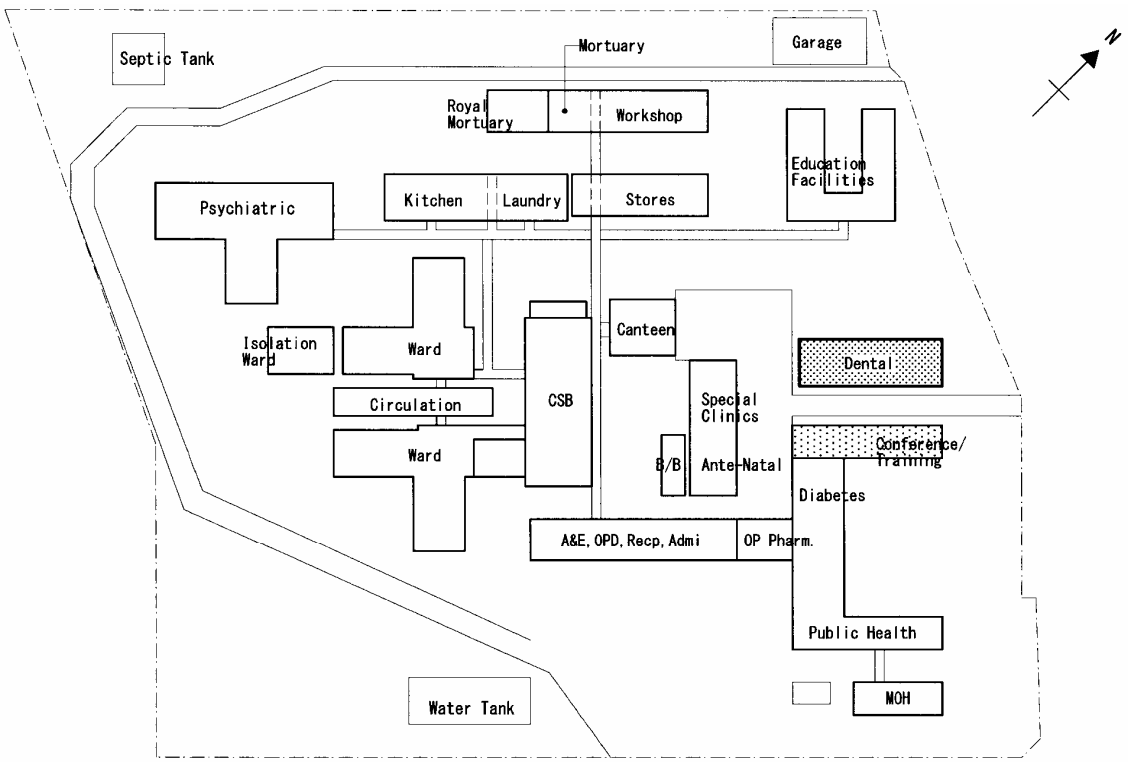 Garage
N
Mortuary
Septic Tank
Royal
Mortuary
Workshop
Education
Facilities
Psychiatric
Kitchen
Laundry
Stores
Isolation
Ward
Ward
Canteen
Dental
Circulation
CSB
Special
Clinics
Ward
B/B
Ante-Natal
Conference/
Training
Diabetes
A&E, OPD, Recp, Admi
OP Pharm.
Public Health
Water Tank
MOH